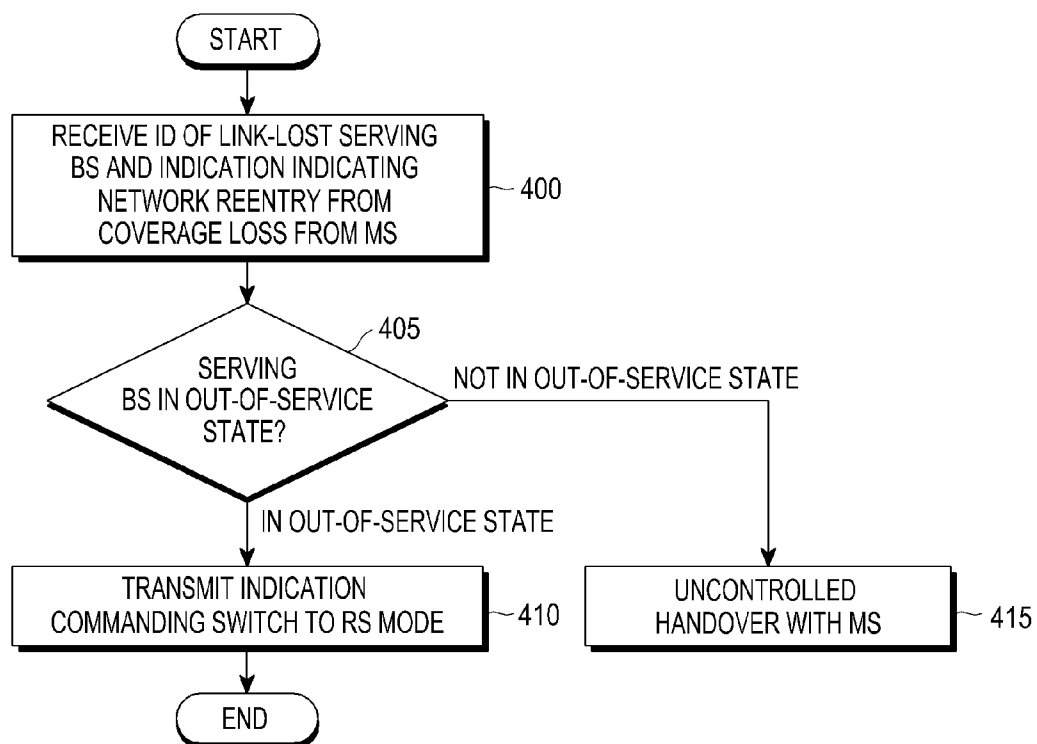 START
RECEIVE ID OF LINK-LOST SERVING
BS AND INDICATION INDICATING
NETWORK REENTRY FROM
COVERAGE LOSS FROM MS
400
405
SERVING
BS IN OUT-OF-SERVICE
STATE?
NOT IN OUT-OF-SERVICE STATE
IN OUT-OF-SERVICE STATE
TRANSMIT INDICATION
COMMANDING SWITCH TO RS MODE
410
UNCONTROLLED
HANDOVER WITH MS
415
END